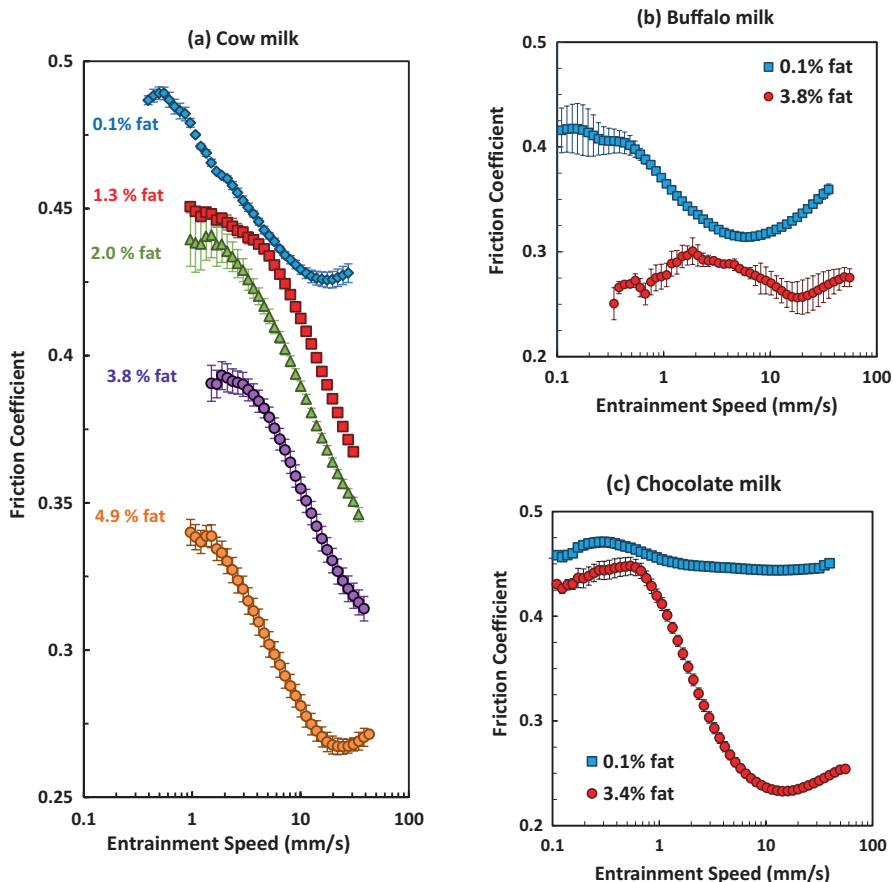 (a) Cow milk
0.5
0.45
0.4
0.35
0.3
0.25
0.1% fat
1.3 % fat
2.0 % fat
3.8 % fat
4.9 % fat
Friction Coefficient
0.1
1
10
100
Entrainment Speed (mm/s)
(b) Buffalo milk
0.5
0.4
0.3
0.2
0.1% fat
3.8% fat
Friction Coefficient
0.1
1
10
100
Entrainment Speed (mm/s)
(c) Chocolate milk
0.5
0.4
0.3
0.2
0.1% fat
3.4% fat
Friction Coefficient
0.1
1
10
100
Entrainment Speed (mm/s)